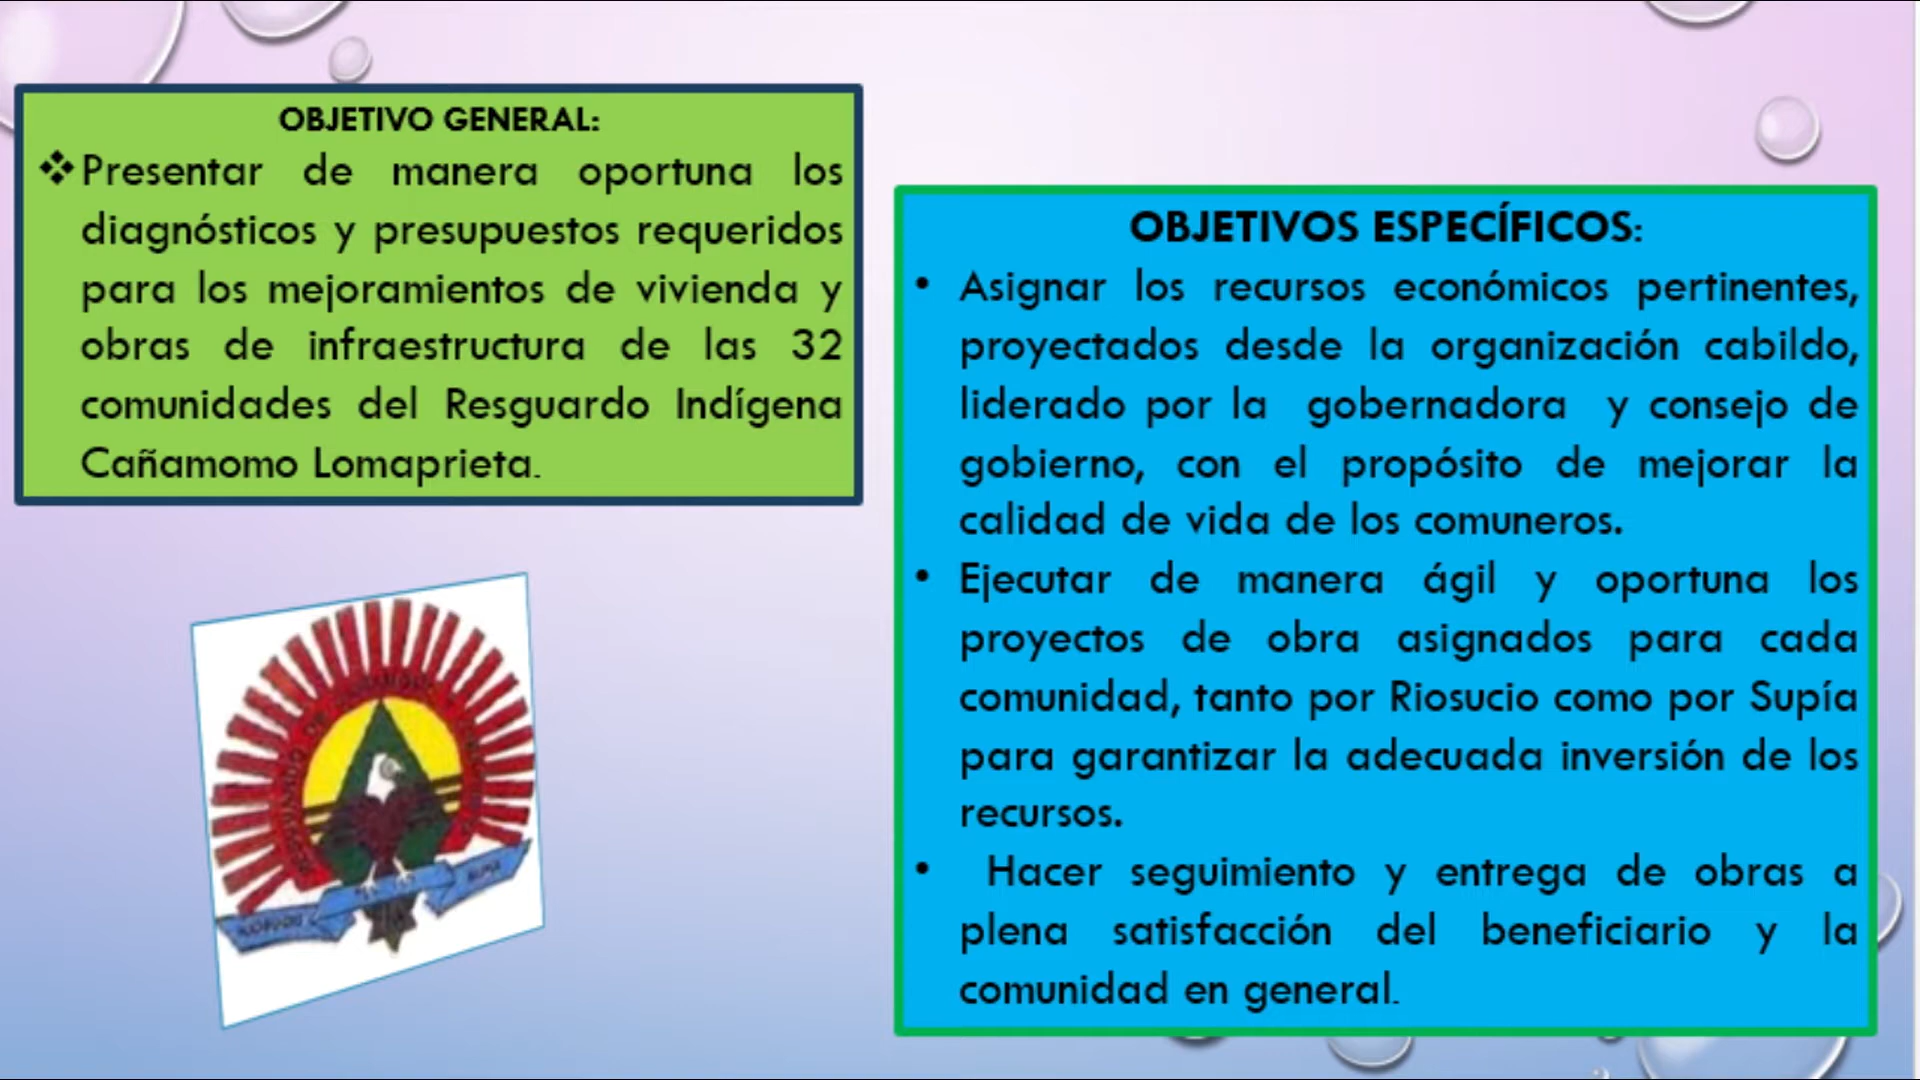 OBJETIVO GENERAL:
❖Presentar de manera oportuna los
diagnósticos y presupuestos requeridos
para los mejoramientos de vivienda y
obras de infraestructura de las 32
comunidades del Resguardo Indígena
Cañamomo Lomaprieta.
OBJETIVOS ESPECÍFICOS:
• Asignar los recursos económicos pertinentes,
proyectados desde la organización cabildo,
liderado por la gobernadora y consejo de
gobierno, con el propósito de mejorar la
calidad de vida de los comuneros.
• Ejecutar de manera ágil y oportuna los
proyectos de obra asignados para cada
comunidad, tanto por Riosucio como por Supía
para garantizar la adecuada inversión de los
recursos.
• Hacer seguimiento y entrega de obras a
plena satisfacción del beneficiario y la
comunidad en general.